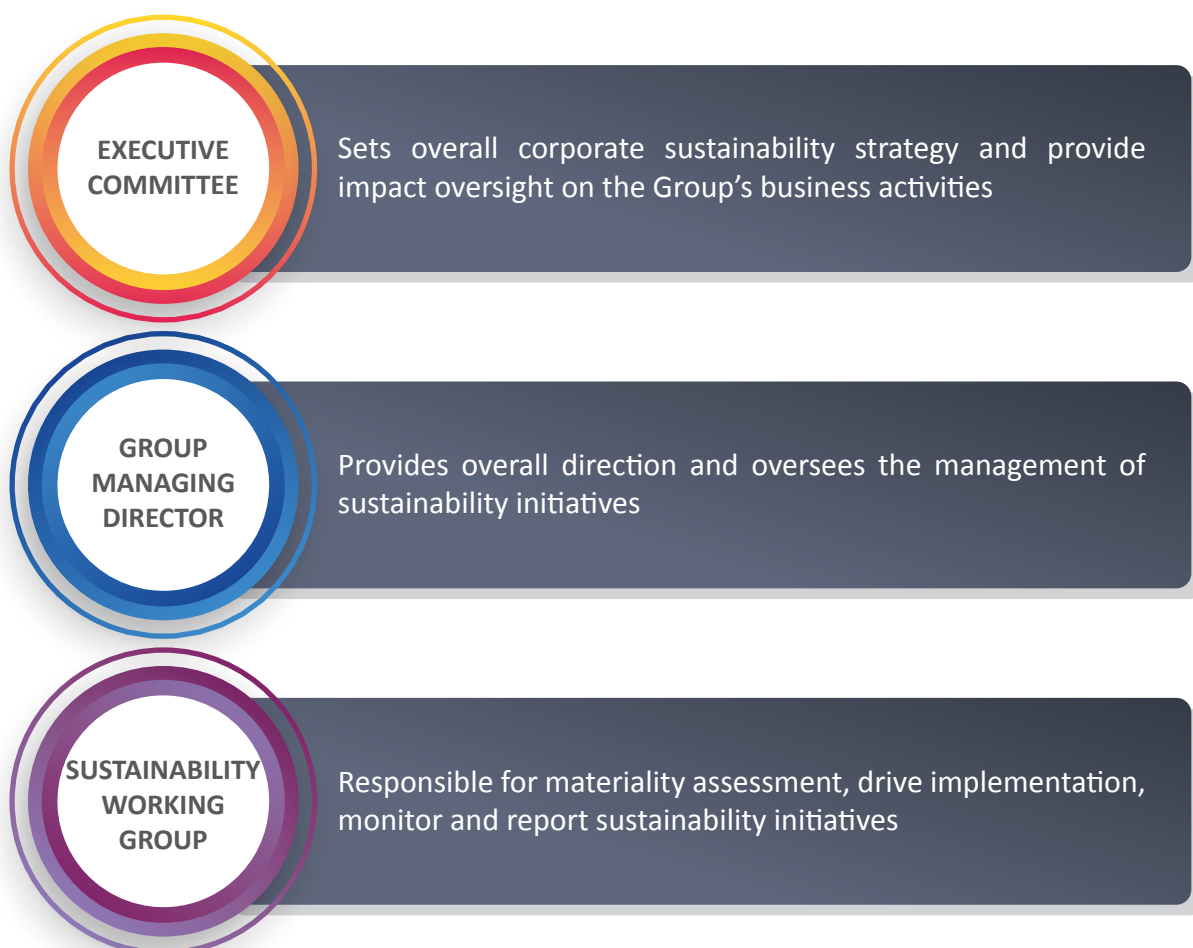 EXECUTIVE
COMMITTEE
Sets overall corporate sustainability strategy and provide
impact oversight on the Group's business activities
GROUP
MANAGING
DIRECTOR
Provides overall direction and oversees the management of
sustainability initiatives
SUSTAINABILITY
WORKING
GROUP
Responsible for materiality assessment, drive implementation,
monitor and report sustainability initiatives